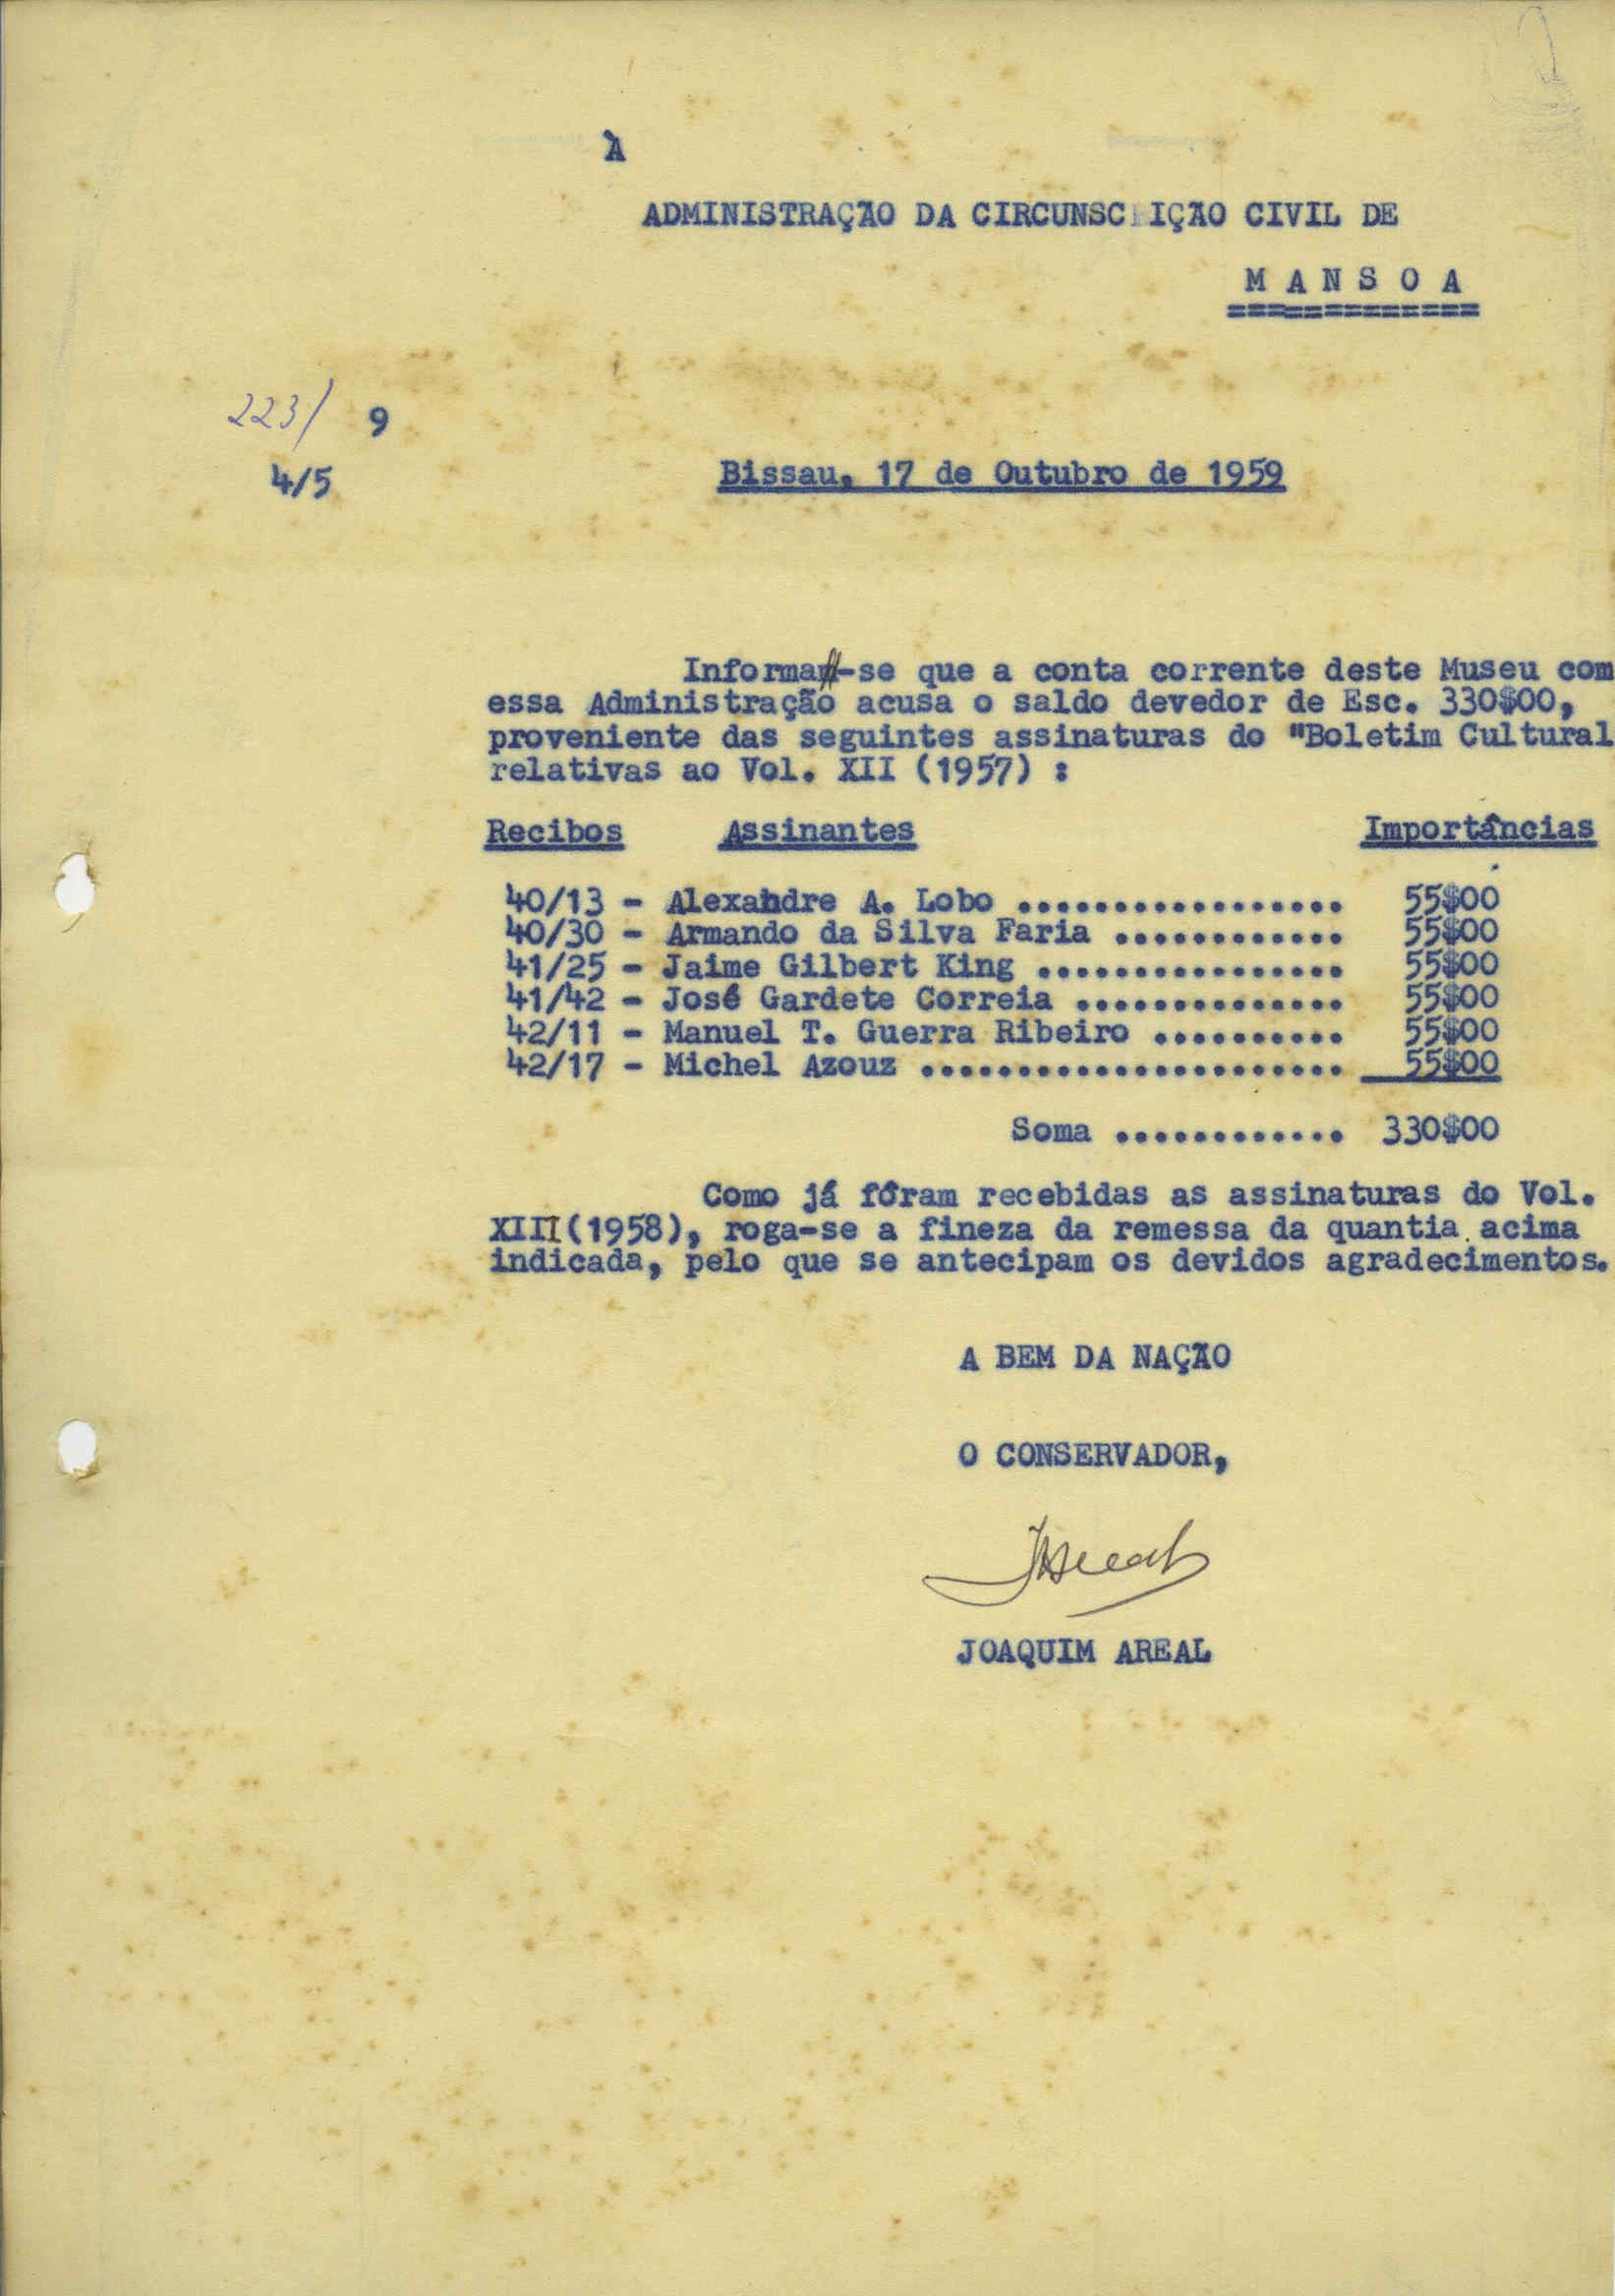 À
ADMINISTRAÇÃO DA CIRCUNSCRIÇÃO CIVIL DE
M A N S O A
=============
223/ 9
4/5
Bissau, 17 de Outubro de 1959
Informa-se que a conta corrente deste Museu com
essa Administração acusa o saldo devedor de Esc. 330$00,
proveniente das seguintes assinaturas do "Boletim Cultural
relativas ao Vol. XII (1957) :
Recibos Assinantes Importâncias
40/13 - Alexandre A. Lobo ................. 55$00
40/30 - Armando da Silva Faria ............ 55$00
41/25 - Jaime Gilbert King ................ 55$00
41/42 - José Gardete Correia .............. 55$00
42/11 - Manuel T. Guerra Ribeiro .......... 55$00
42/17 - Michel Azouz ...................... 55$00
Soma ............ 330$00
Como já fôram recebidas as assinaturas do Vol.
XIII(1958), roga-se a fineza da remessa da quantia acima
indicada, pelo que se antecipam os devidos agradecimentos.
A BEM DA NAÇÃO
O CONSERVADOR,
JAreal
JOAQUIM AREAL